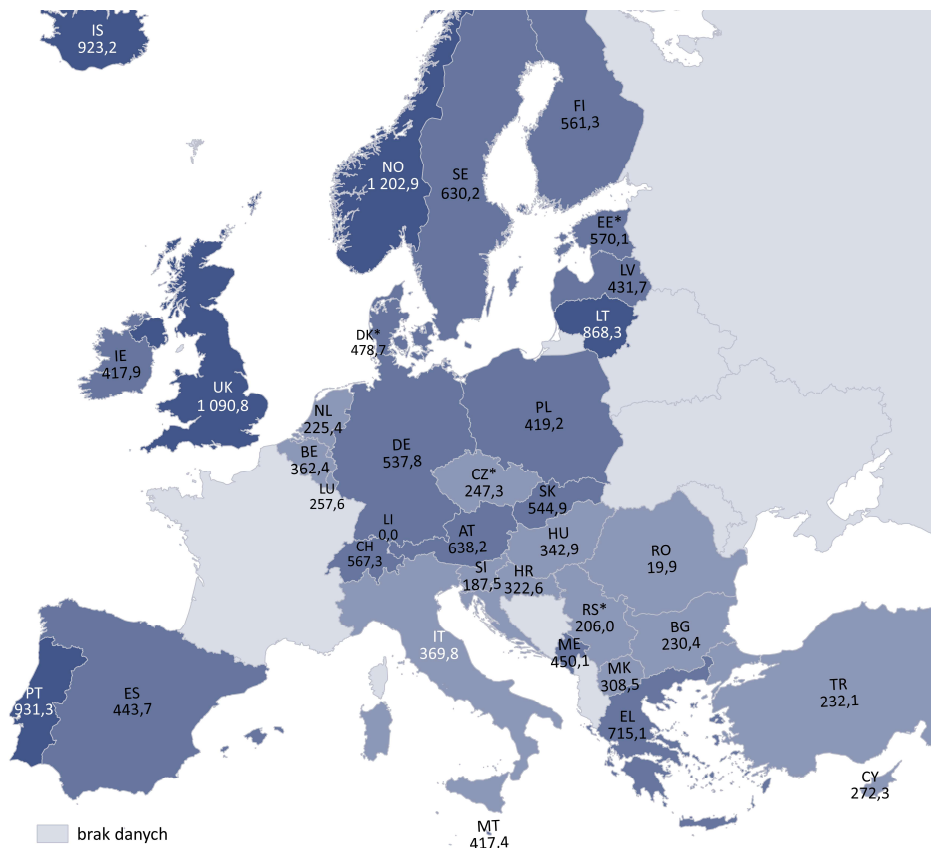 IS
923,2
FI
561,3
NO
1 202,9
SE
630,2
EE*
570,1
LV
431,7
LT
868,3
DK*
478,7
IE
417,9
UK
1 090,8
NL
225,4
PL
419,2
DE
537,8
BE
362,4
CZ*
247,3
LU
257,6
SK
544,9
LI
0,0
AT
638,2
HU
342,9
CH
567,3
RO
19,9
SI
187,5
HR
322,6
RS*
206,0
BG
230,4
IT
369,8
ME
450,1
MK
308,5
TR
232,1
PT
931,3
ES
443,7
EL
715,1
CY
272,3
MT
417,4
brak danych